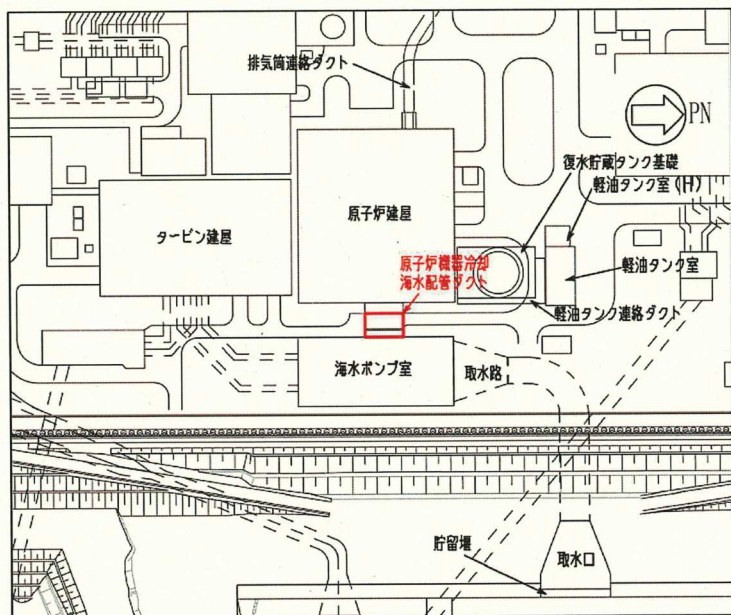 排気筒連絡ダクト
PN
復水貯蔵タンク基礎
軽油タンク室(H)
原子炉建屋
タービン建屋
原子炉機器冷却
海水配管ダクト
軽油タンク室
軽油タンク連絡ダクト
海水ポンプ室
取水路
貯留堰
取水口